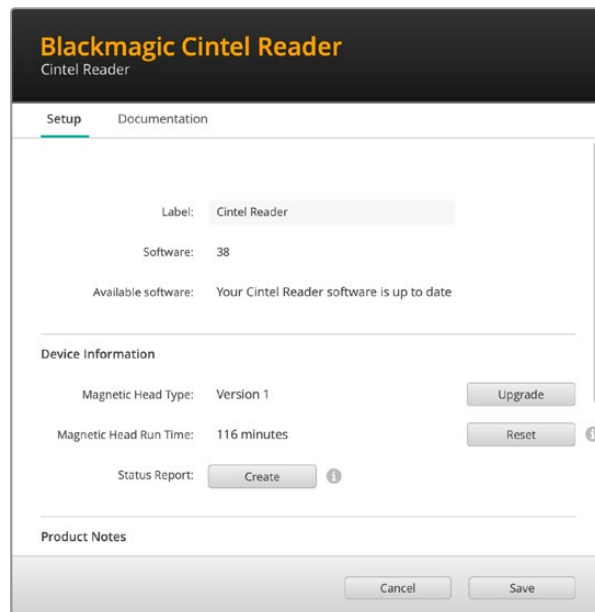 Blackmagic Cintel Reader
Cintel Reader
Setup Documentation
Label: Cintel Reader
Software: 38
Available software: Your Cintel Reader software is up to date
Device Information
Magnetic Head Type: Version 1 Upgrade
Magnetic Head Run Time: 116 minutes Reset
Status Report: Create
Product Notes
Cancel Save